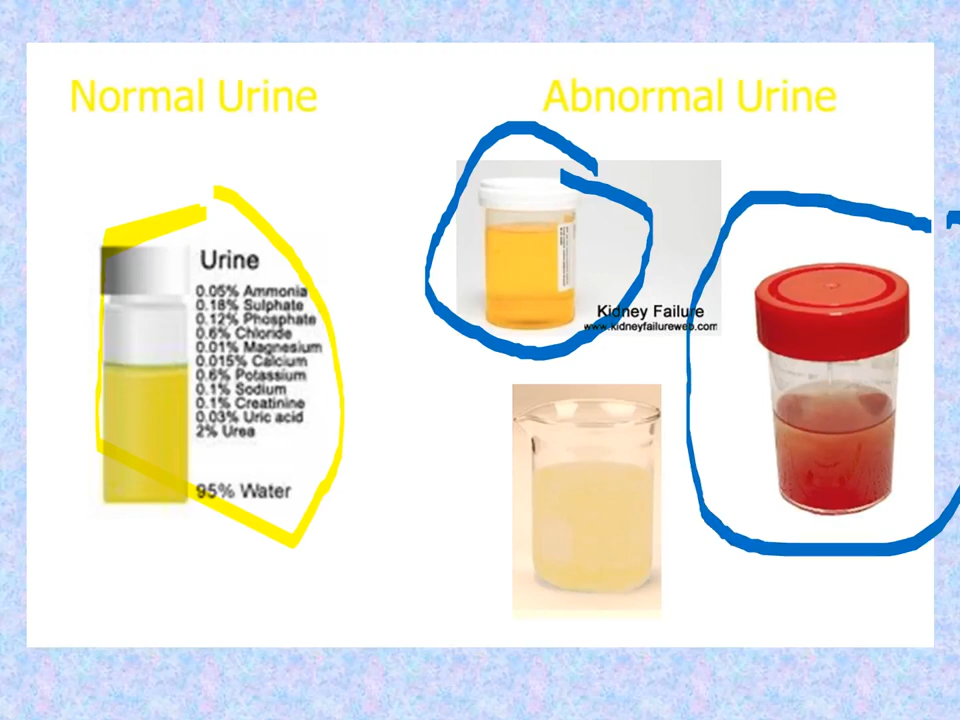 Normal Urine
Abnormal Urine
Urine
0.05% Ammonia
0.18% Sulphate
0.12% Phosphate
0.6% Chloride
0.01% Magnesium
0.015% Calcium
0.6% Potassium
0.1% Sodium
0.1% Creatinine
0.03% Uric acid
2% Urea
95% Water
Kidney Failure
www.kidneyfailureweb.com